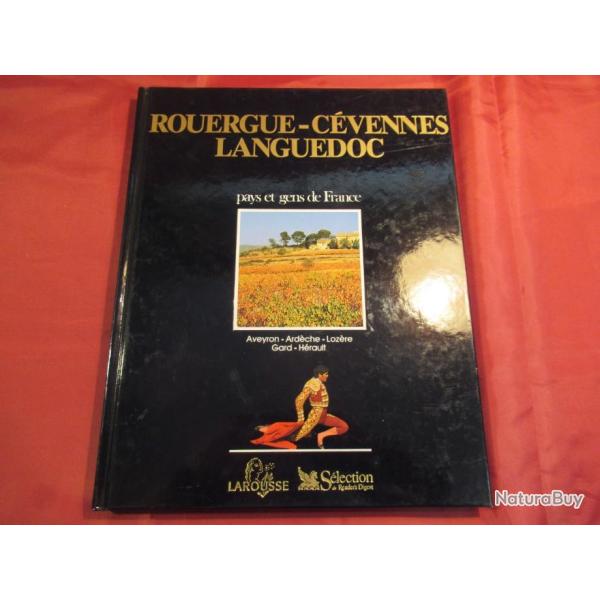 ROUERGUE-CÉVENNES
LANGUEDOC
pays et gens de France
Aveyron - Ardèche - Lozère
Gard - Hérault
LAROUSSE
Sélection
du Reader's Digest
NaturaBuy